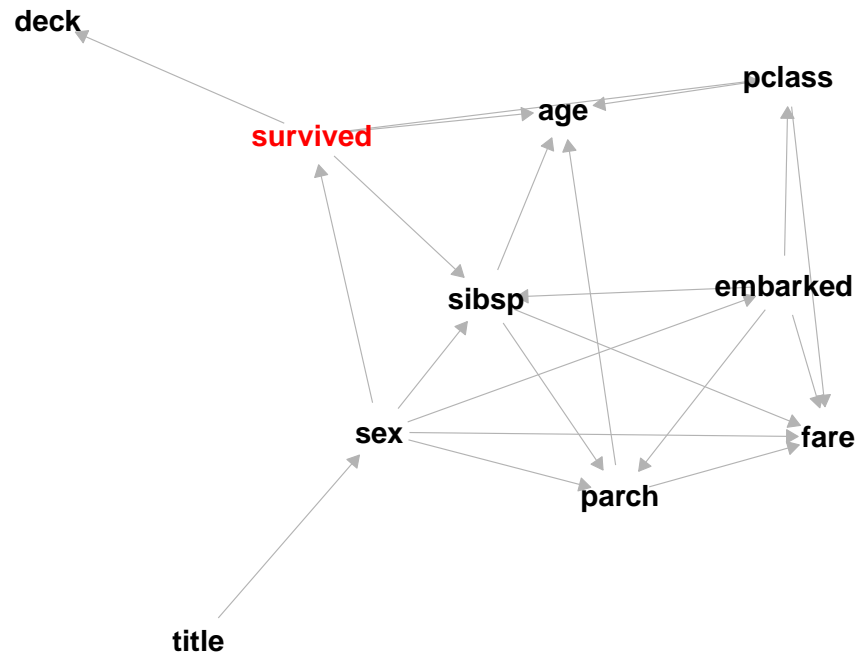 deck
pclass
age
survived
embarked
sibsp
sex
fare
parch
title